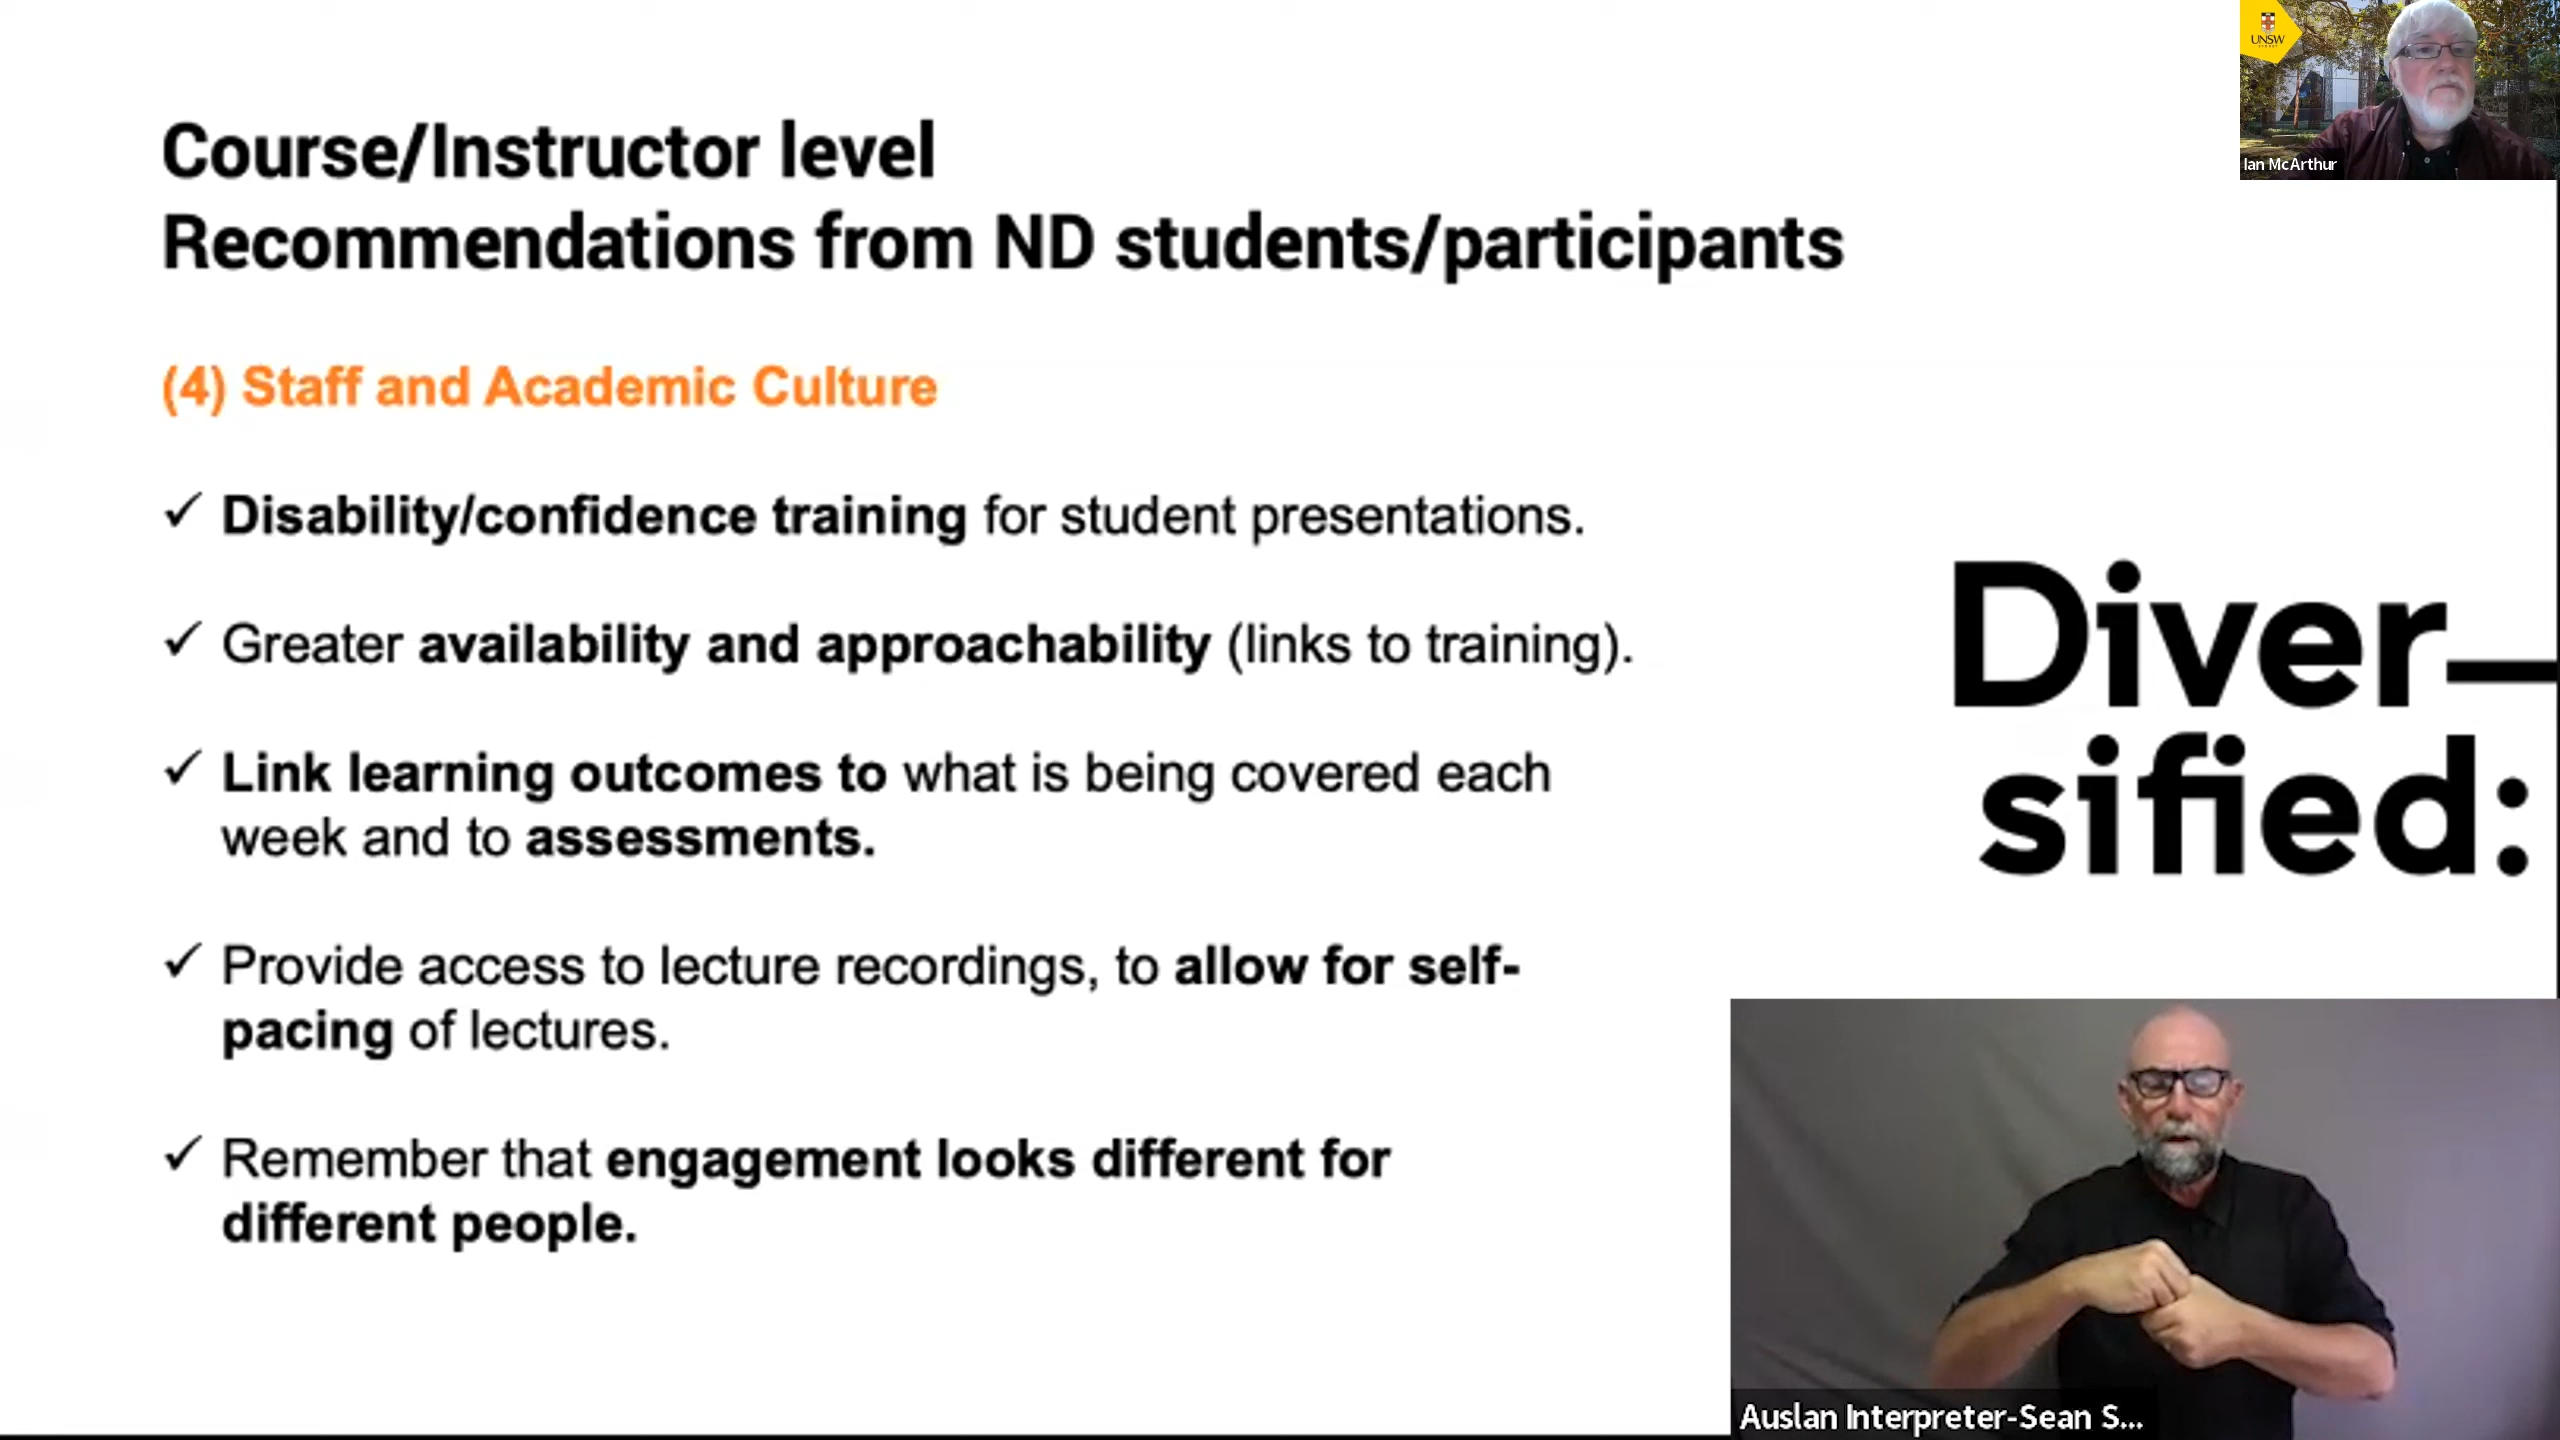 UNSW
SYDNEY
Ian McArthur
Course/Instructor level
Recommendations from ND students/participants
(4) Staff and Academic Culture
✓ Disability/confidence training for student presentations.
✓ Greater availability and approachability (links to training).
✓ Link learning outcomes to what is being covered each
week and to assessments.
✓ Provide access to lecture recordings, to allow for self-
pacing of lectures.
✓ Remember that engagement looks different for
different people.
Diver—
sified:
Auslan Interpreter-Sean S...